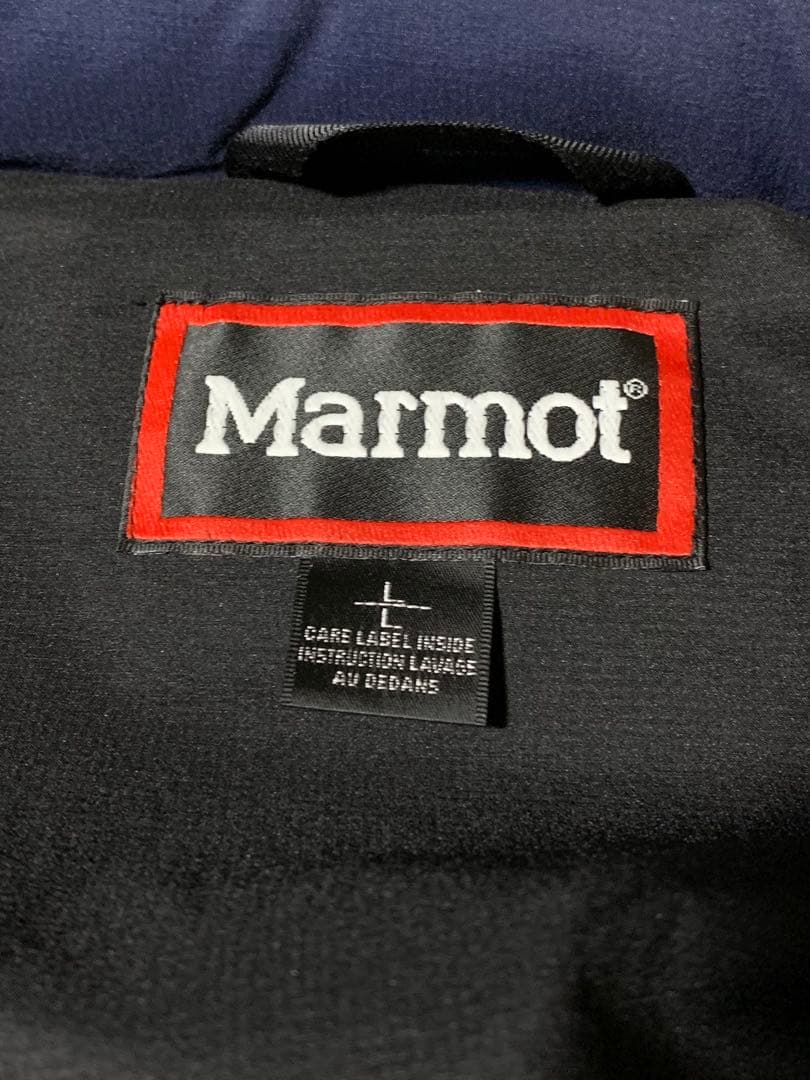 Marmot®
L
L
CARE LABEL INSIDE
INSTRUCTION LAVAGE
AU DEDANS